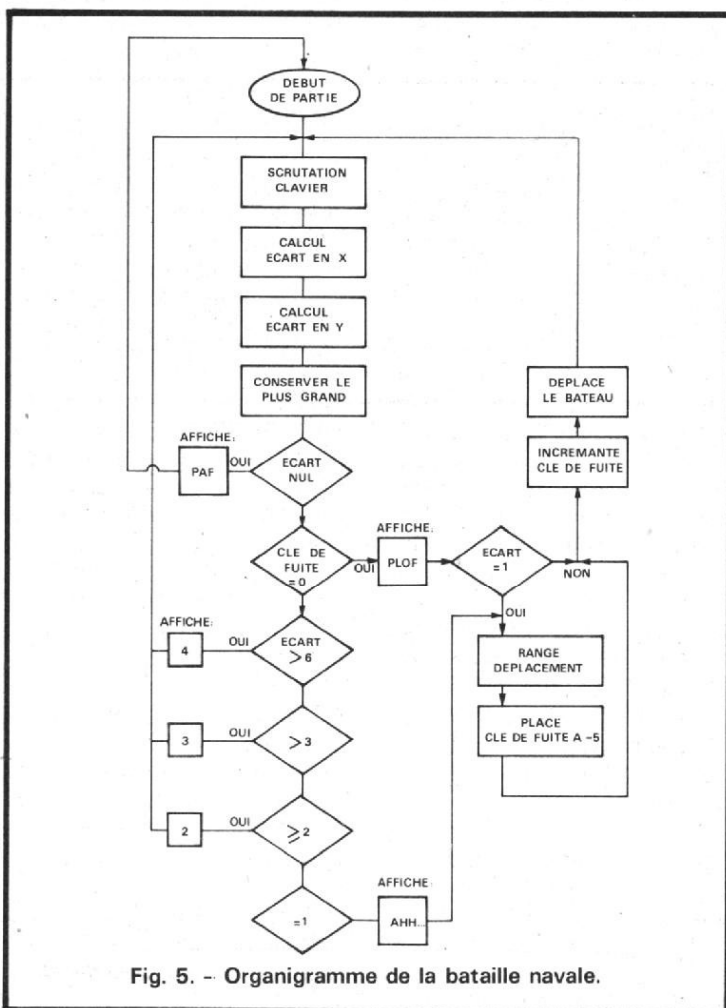 DEBUT
DE PARTIE
SCRUTATION
CLAVIER
CALCUL
ECART EN X
CALCUL
ECART EN Y
CONSERVER LE
PLUS GRAND
DEPLACE
LE BATEAU
INCREMANTE
CLE DE FUITE
AFFICHE:
PAF
OUI
ECART
NUL
CLE DE
FUITE
=0
OUI
AFFICHE:
PLOF
ECART
=1
NON
OUI
RANGE
DEPLACEMENT
PLACE
CLE DE FUITE A -5
AFFICHE:
4
OUI
ECART
>6
3
OUI
>3
2
OUI
⩾2
=1
AFFICHE:
AHH...
Fig. 5. - Organigramme de la bataille navale.